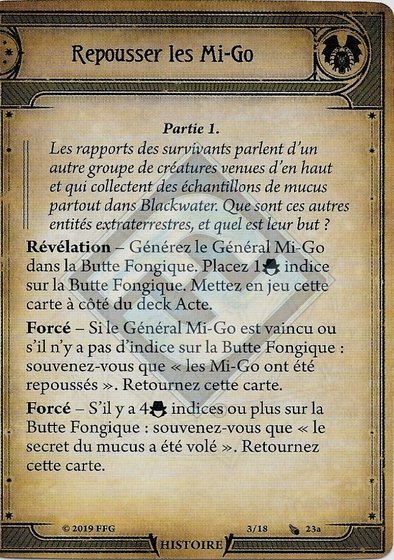 Repousser les Mi-Go
Partie 1.
Les rapports des survivants parlent d'un
autre groupe de créatures venues d'en haut
et qui collectent des échantillons de mucus
partout dans Blackwater. Que sont ces autres
entités extraterrestres, et quel est leur but ?
Révélation – Générez le Général Mi-Go
dans la Butte Fongique. Placez 1 indice
sur la Butte Fongique. Mettez en jeu cette
carte à côté du deck Acte.
Forcé – Si le Général Mi-Go est vaincu ou
s'il n'y a pas d'indice sur la Butte Fongique :
souvenez-vous que « les Mi-Go ont été
repoussés ». Retournez cette carte.
Forcé – S'il y a 4 indices ou plus sur la
Butte Fongique : souvenez-vous que « le
secret du mucus a été volé ». Retournez
cette carte.
© 2019 FFG 3/18 23a
HISTOIRE